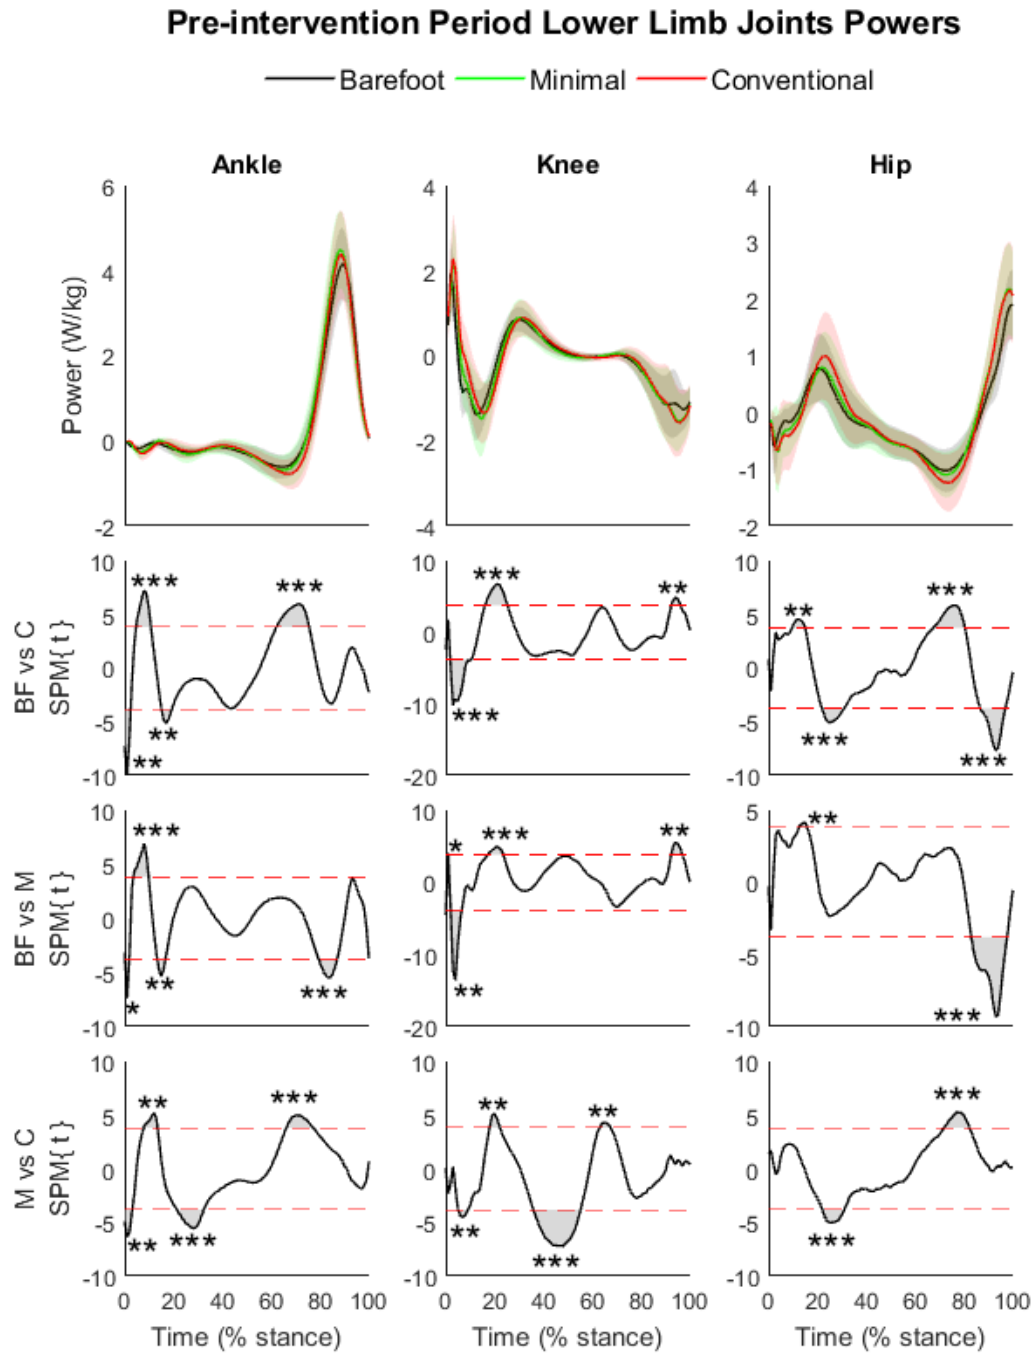 Pre-intervention Period Lower Limb Joints Powers
Barefoot Minimal Conventional
Ankle Knee Hip
Power (W/kg)
6 4 4
4 2 3
2 0 2
0 -2 1
-2 -4 0
-1
-2
BF vs C
SPM{ t }
10 10 10
5 0 5
0 -10 0
-5 -20 -5
-10 -10
*** *** ** ** *** ** *** ** *** *** ***
BF vs M
SPM{ t }
10 10 5
5 0 0
0 -10 -5
-5 -20 -10
-10
*** * ** *** * *** ** ** ** ***
M vs C
SPM{ t }
10 10 10
5 5 5
0 0 0
-5 -5 -5
-10 -10 -10
** *** ** *** ** ** ** *** *** ***
0 20 40 60 80 100 0 20 40 60 80 100 0 20 40 60 80 100
Time (% stance) Time (% stance) Time (% stance)